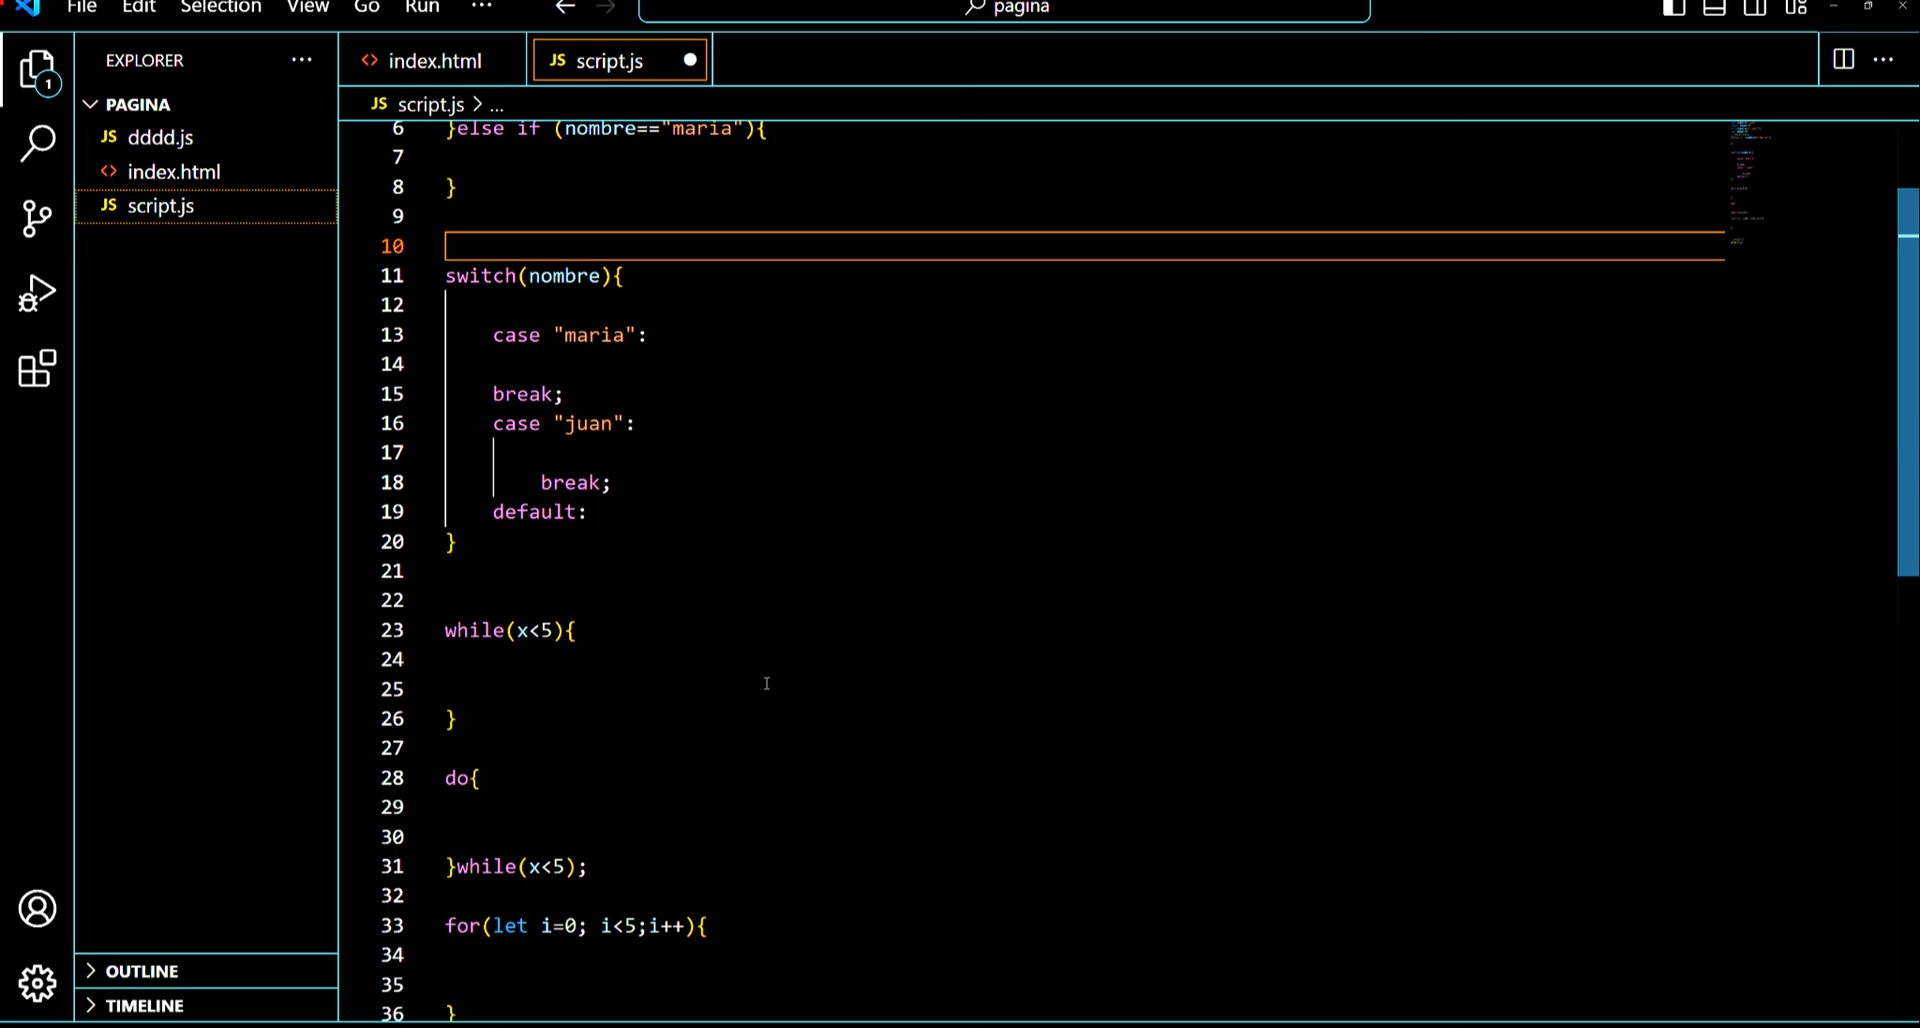 File Edit Selection View Go Run ··· pagina
EXPLORER ···
index.html
JS script.js
···
PAGINA
JS script.js > ...
JS dddd.js
index.html
JS script.js
6 }else if (nombre=="maria"){
7
8 }
9
10
11 switch(nombre){
12
13 case "maria":
14
15 break;
16 case "juan":
17
18 break;
19 default:
20 }
21
22
23 while(x<5){
24
25
26 }
27
28 do{
29
30
31 }while(x<5);
32
33 for(let i=0; i<5;i++){
34
35
36 }
1
OUTLINE
TIMELINE